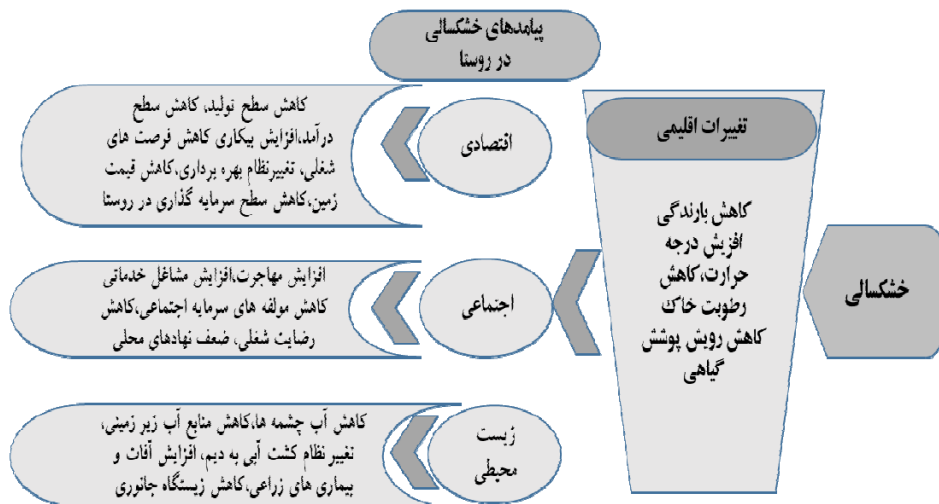 پیامدهای خشکسالی
در روستا
خشکسالی
تغییرات اقلیمی
کاهش بارندگی
افزیش درجه
حرارت،کاهش
رطوبت خاک
کاهش رویش پوشش
گیاهی
اقتصادی
کاهش سطح تولید، کاهش سطح
درآمد،افزایش بیکاری کاهش فرصت های
شغلی، تغییرنظام بهره برداری،کاهش قیمت
زمین،کاهش سطح سرمایه گذاری در روستا
اجتماعی
افزایش مهاجرت،افزایش مشاغل خدماتی
کاهش مولفه های سرمایه اجتماعی،کاهش
رضایت شغلی، ضعف نهادهای محلی
زیست
محیطی
کاهش آب چشمه ها،کاهش منابع آب زیر زمینی،
تغییر نظام کشت آبی به دیم، افزایش آفات و
بیماری های زراعی،کاهش زیستگاه جانوری